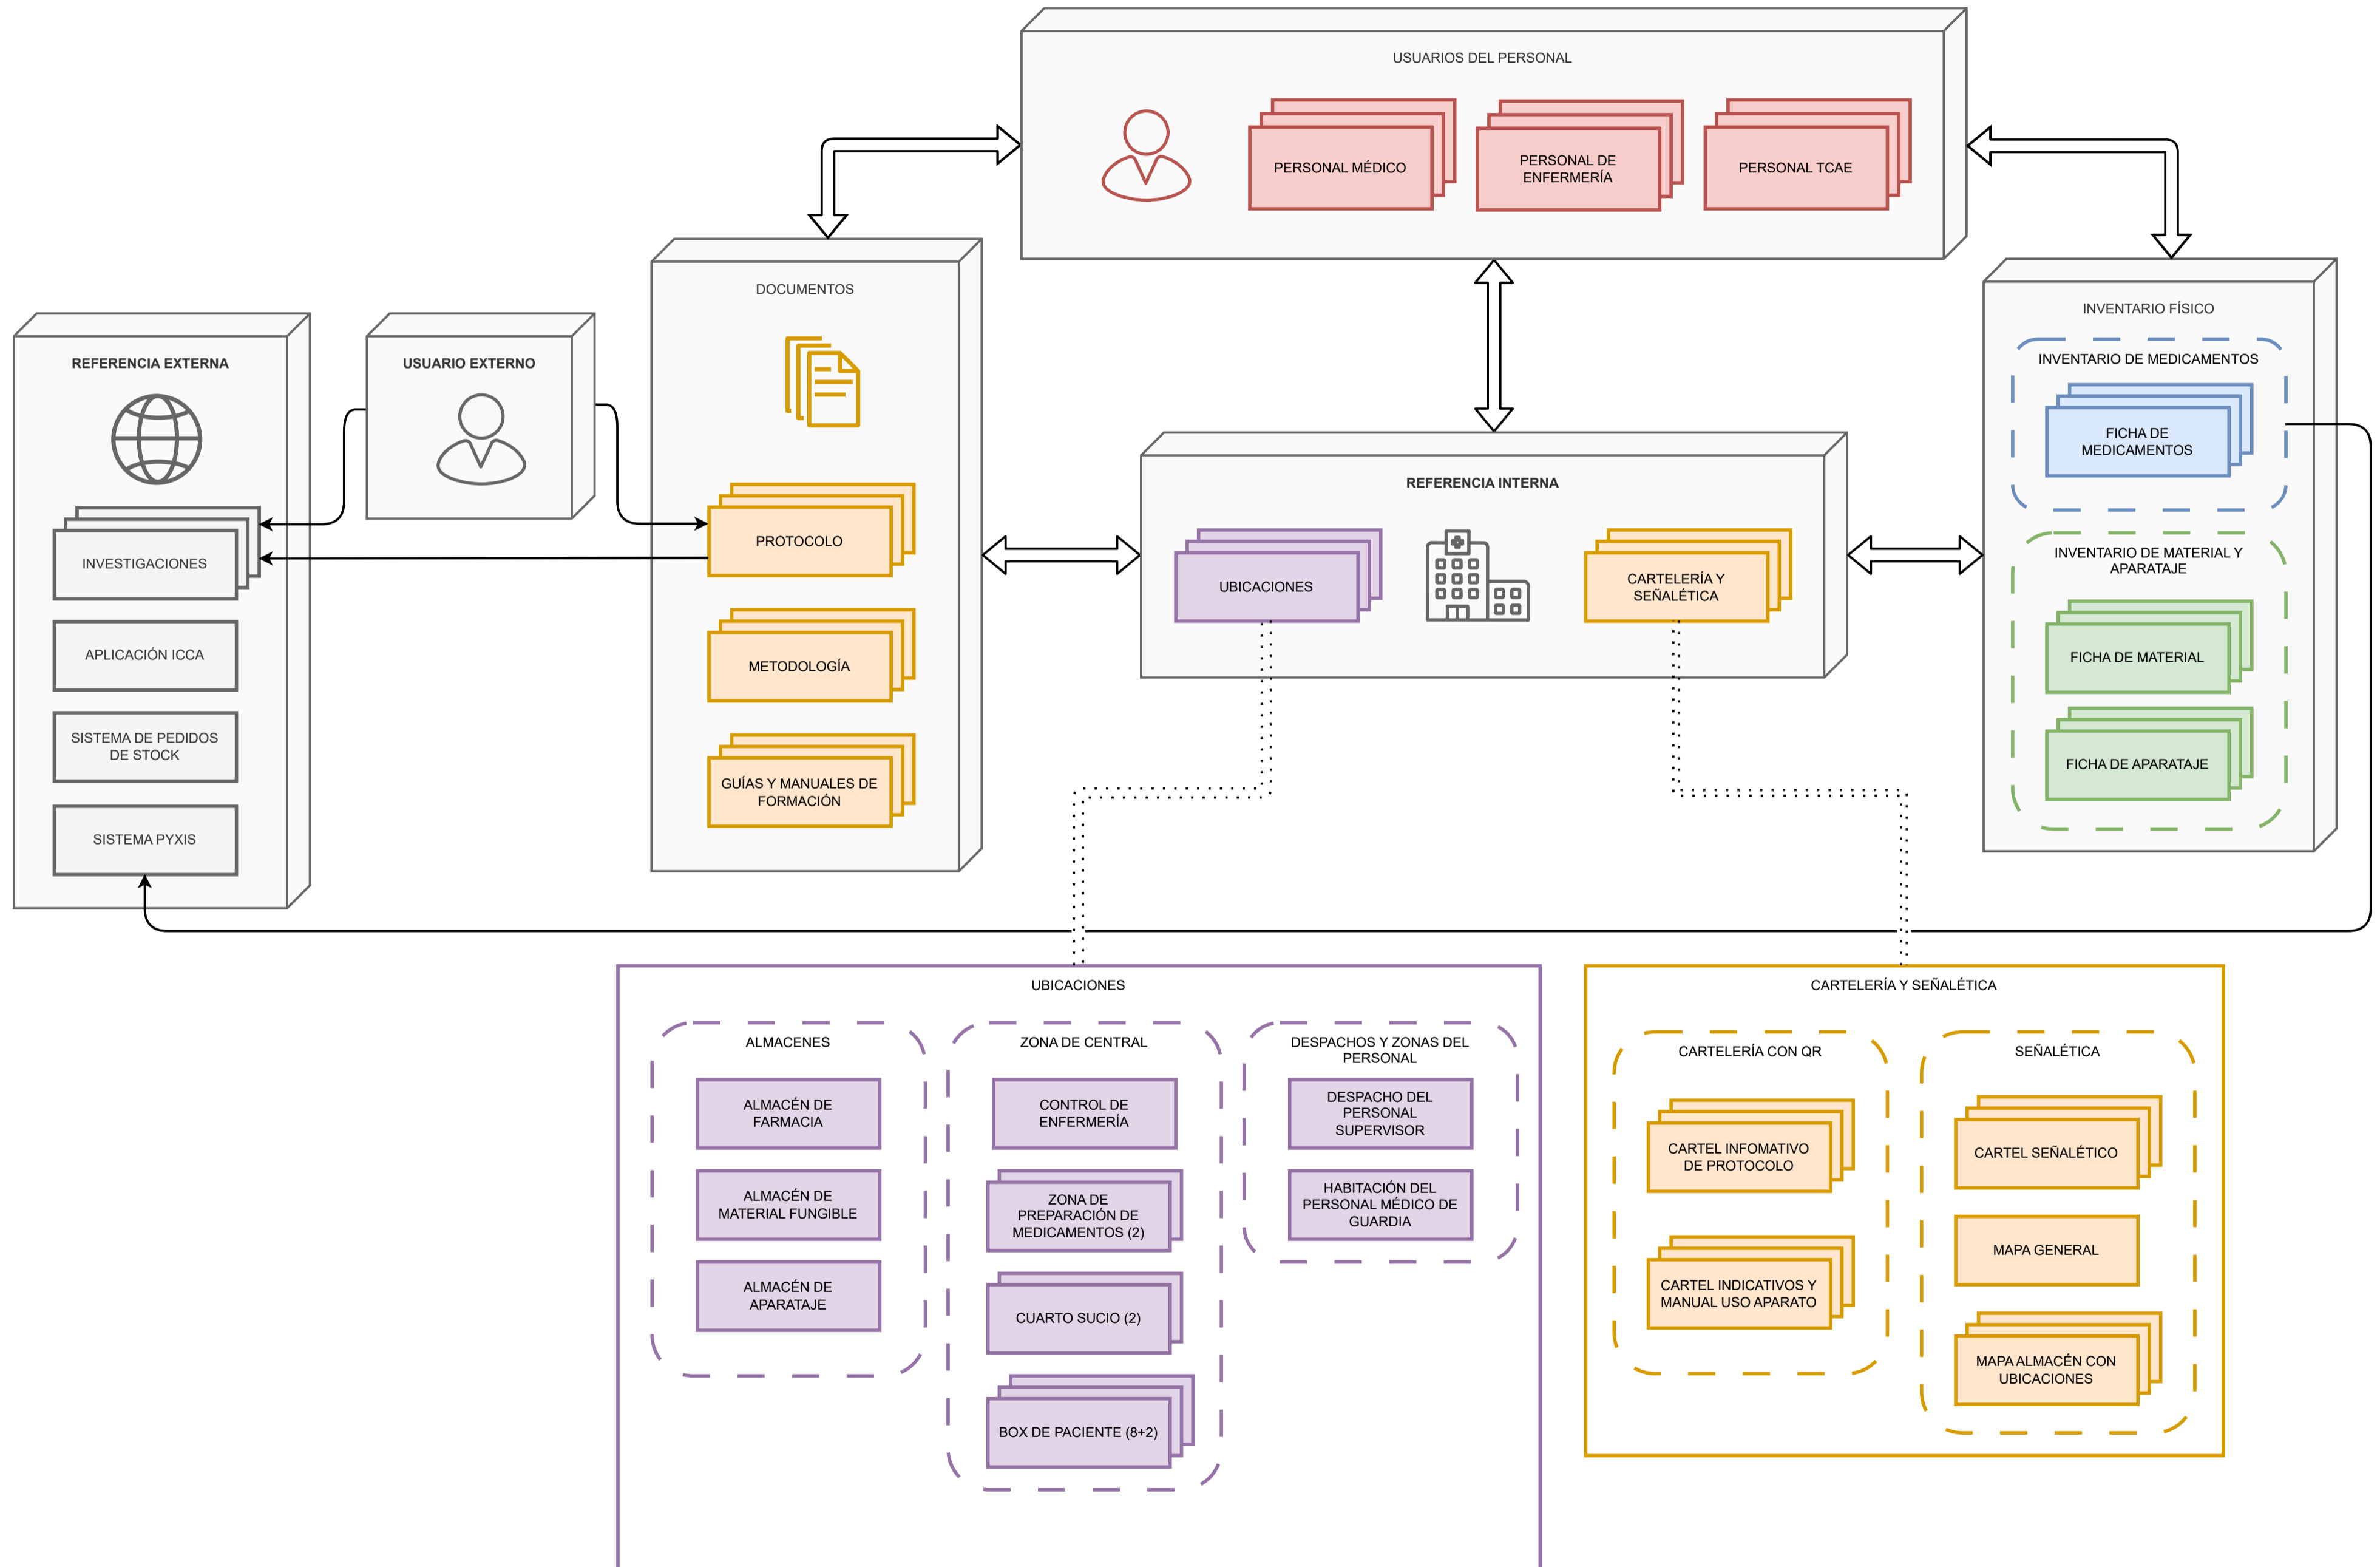 USUARIOS DEL PERSONAL
PERSONAL MÉDICO
PERSONAL DE
ENFERMERÍA
PERSONAL TCAE
REFERENCIA EXTERNA
INVESTIGACIONES
APLICACIÓN ICCA
SISTEMA DE PEDIDOS
DE STOCK
SISTEMA PYXIS
USUARIO EXTERNO
DOCUMENTOS
PROTOCOLO
METODOLOGÍA
GUÍAS Y MANUALES DE
FORMACIÓN
REFERENCIA INTERNA
UBICACIONES
CARTELERÍA Y
SEÑALÉTICA
INVENTARIO FÍSICO
INVENTARIO DE MEDICAMENTOS
FICHA DE
MEDICAMENTOS
INVENTARIO DE MATERIAL Y
APARATAJE
FICHA DE MATERIAL
FICHA DE APARATAJE
UBICACIONES
ALMACENES
ALMACÉN DE
FARMACIA
ALMACÉN DE
MATERIAL FUNGIBLE
ALMACÉN DE
APARATAJE
ZONA DE CENTRAL
CONTROL DE
ENFERMERÍA
ZONA DE
PREPARACIÓN DE
MEDICAMENTOS (2)
CUARTO SUCIO (2)
BOX DE PACIENTE (8+2)
DESPACHOS Y ZONAS DEL
PERSONAL
DESPACHO DEL
PERSONAL
SUPERVISOR
HABITACIÓN DEL
PERSONAL MÉDICO DE
GUARDIA
CARTELERÍA Y SEÑALÉTICA
CARTELERÍA CON QR
CARTEL INFOMATIVO
DE PROTOCOLO
CARTEL INDICATIVOS Y
MANUAL USO APARATO
SEÑALÉTICA
CARTEL SEÑALÉTICO
MAPA GENERAL
MAPA ALMACÉN CON
UBICACIONES